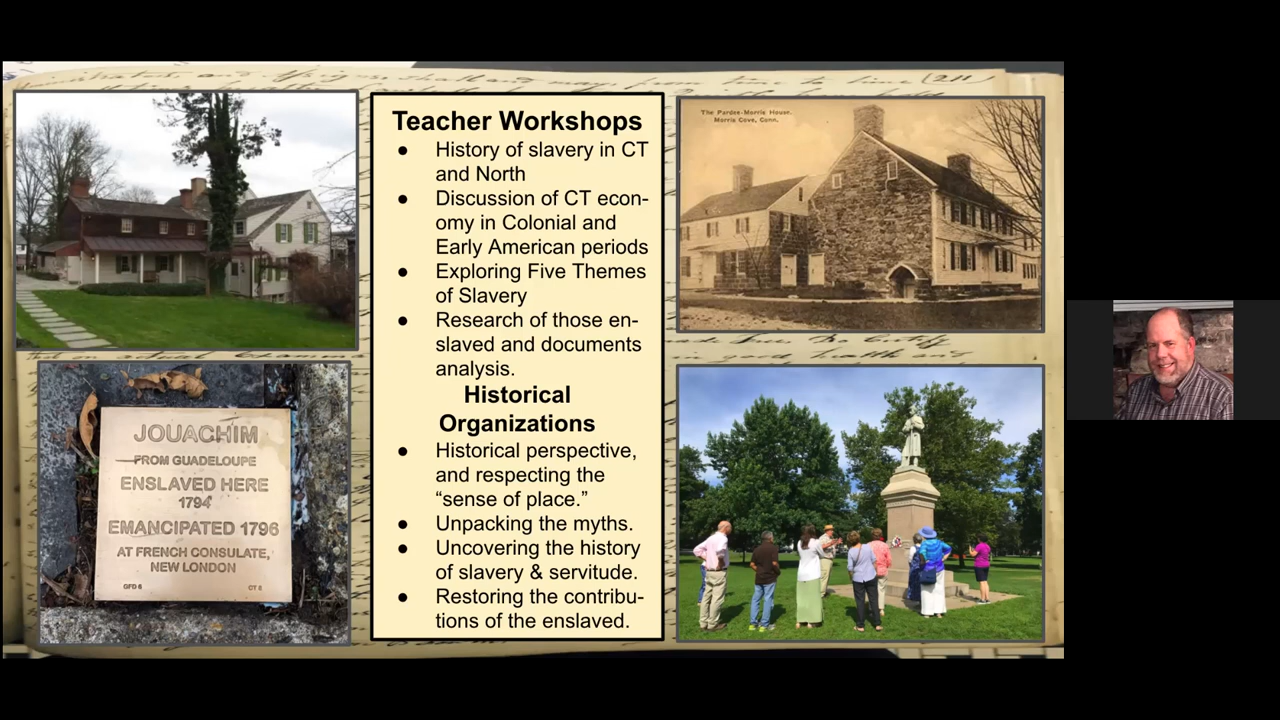 Teacher Workshops
● History of slavery in CT
and North
● Discussion of CT econ-
omy in Colonial and
Early American periods
● Exploring Five Themes
of Slavery
● Research of those en-
slaved and documents
analysis.
Historical
Organizations
● Historical perspective,
and respecting the
“sense of place.”
● Unpacking the myths.
● Uncovering the history
of slavery & servitude.
● Restoring the contribu-
tions of the enslaved.
The Pardee-Morris House.
Morris Cove, Conn.
JOUACHIM
FROM GUADELOUPE
ENSLAVED HERE
1794
EMANCIPATED 1796
AT FRENCH CONSULATE,
NEW LONDON
GFD 6
CT 6